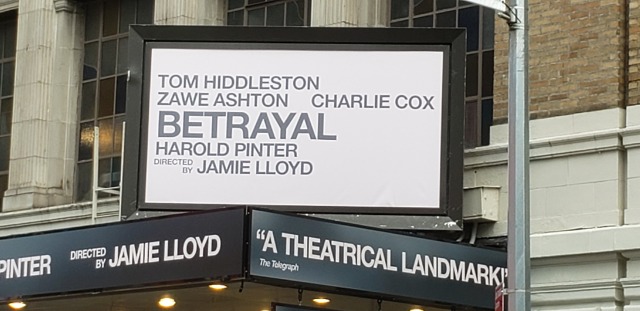 TOM HIDDLESTON
ZAWE ASHTON CHARLIE COX
BETRAYAL
HAROLD PINTER
DIRECTED BY JAMIE LLOYD
PINTER DIRECTED BY JAMIE LLOYD
"A THEATRICAL LANDMARK!"
The Telegraph